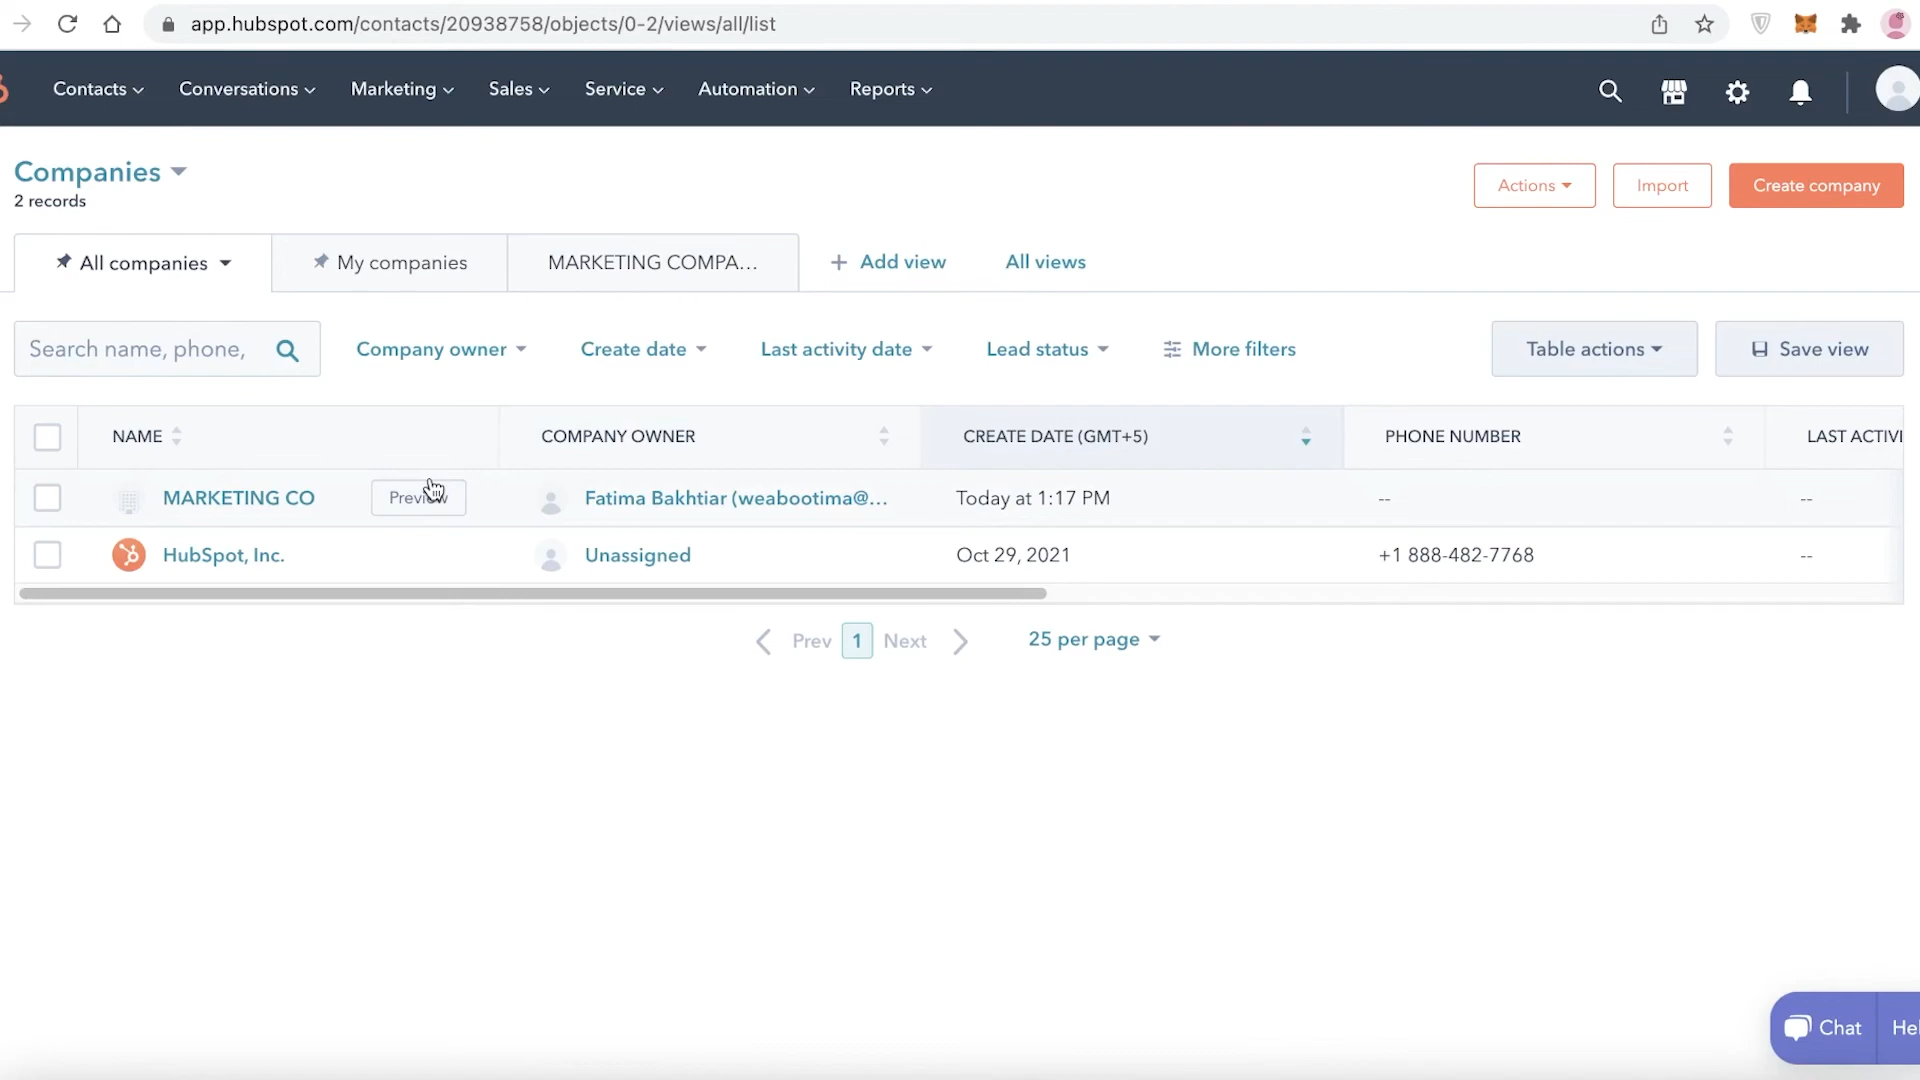 app.hubspot.com/contacts/20938758/objects/0-2/views/all/list
Contacts Conversations Marketing Sales Service Automation Reports
Companies
2 records
Actions Import Create company
All companies My companies MARKETING COMPA... + Add view All views
Search name, phone, Company owner Create date Last activity date Lead status More filters Table actions Save view
NAME COMPANY OWNER CREATE DATE (GMT+5) PHONE NUMBER LAST ACTIVI
MARKETING CO Preview Fatima Bakhtiar (weabootima@... Today at 1:17 PM -- --
HubSpot, Inc. Unassigned Oct 29, 2021 +1 888-482-7768 --
Prev 1 Next 25 per page
Chat Hel